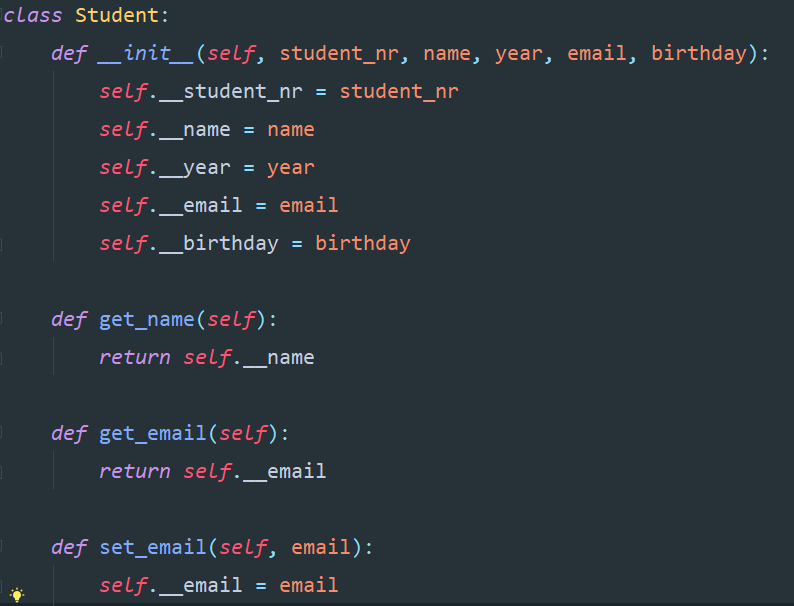 class Student:
    def __init__(self, student_nr, name, year, email, birthday):
        self.__student_nr = student_nr
        self.__name = name
        self.__year = year
        self.__email = email
        self.__birthday = birthday

    def get_name(self):
        return self.__name

    def get_email(self):
        return self.__email

    def set_email(self, email):
        self.__email = email